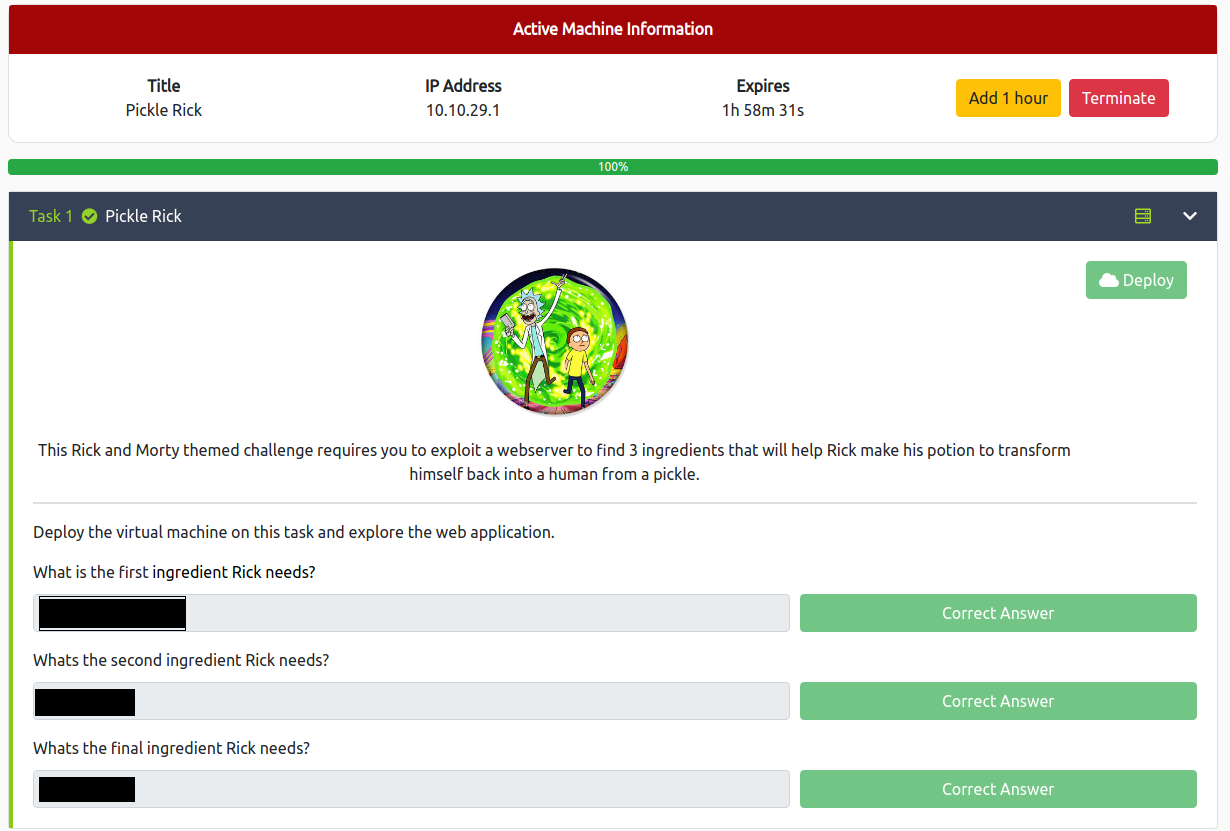 Active Machine Information
Title IP Address Expires
Pickle Rick 10.10.29.1 1h 58m 31s Add 1 hour Terminate
100%
Task 1 Pickle Rick
Deploy
This Rick and Morty themed challenge requires you to exploit a webserver to find 3 ingredients that will help Rick make his potion to transform
himself back into a human from a pickle.
Deploy the virtual machine on this task and explore the web application.
What is the first ingredient Rick needs?
Correct Answer
Whats the second ingredient Rick needs?
Correct Answer
Whats the final ingredient Rick needs?
Correct Answer